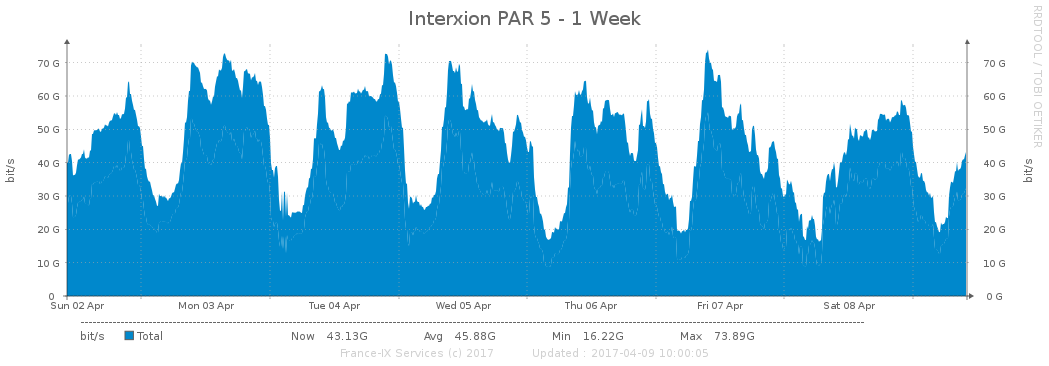 Interxion PAR 5 - 1 Week
RRDTOOL / TOBI OETIKER
bit/s
70 G 70 G
60 G 60 G
50 G 50 G
40 G 40 G
30 G 30 G
20 G 20 G
10 G 10 G
0 0 G
bit/s
Sun 02 Apr Mon 03 Apr Tue 04 Apr Wed 05 Apr Thu 06 Apr Fri 07 Apr Sat 08 Apr
bit/s Total Now 43.13G Avg 45.88G Min 16.22G Max 73.89G
France-IX Services (c) 2017 Updated : 2017-04-09 10:00:05